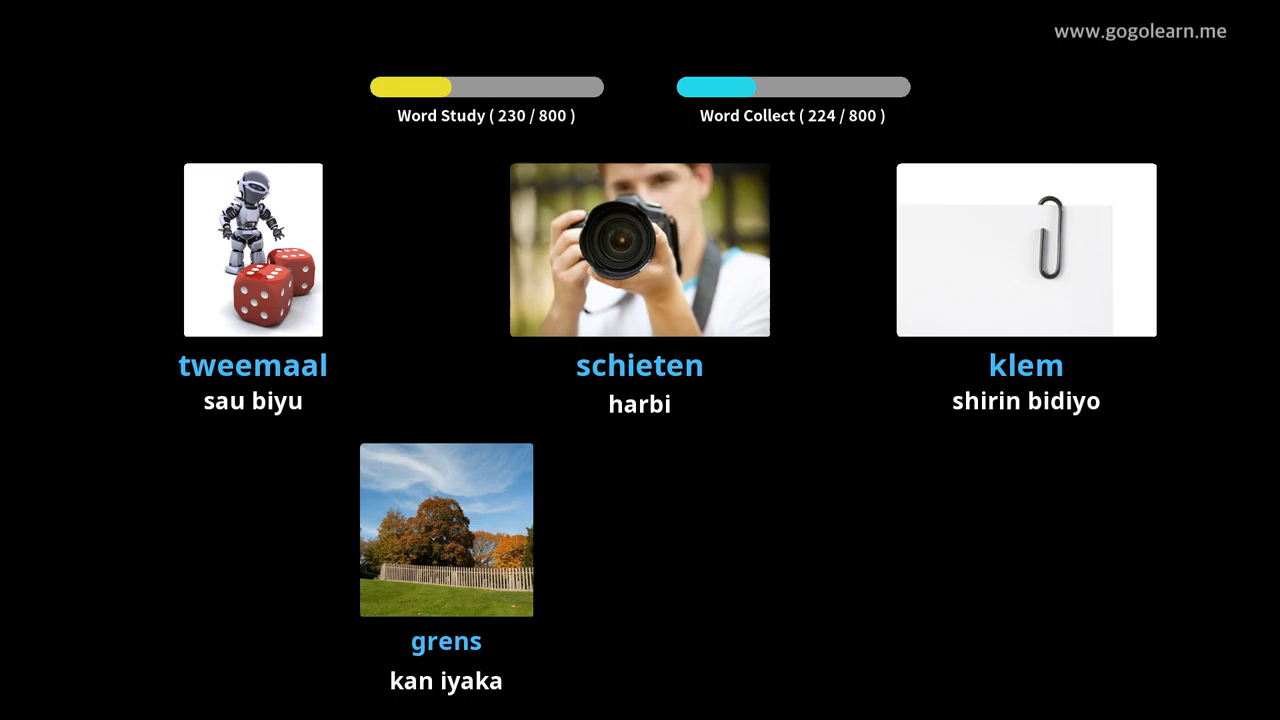 www.gogolearn.me
Word Study ( 230 / 800 )
Word Collect ( 224 / 800 )
tweemaal
sau biyu
schieten
harbi
klem
shirin bidiyo
grens
kan iyaka